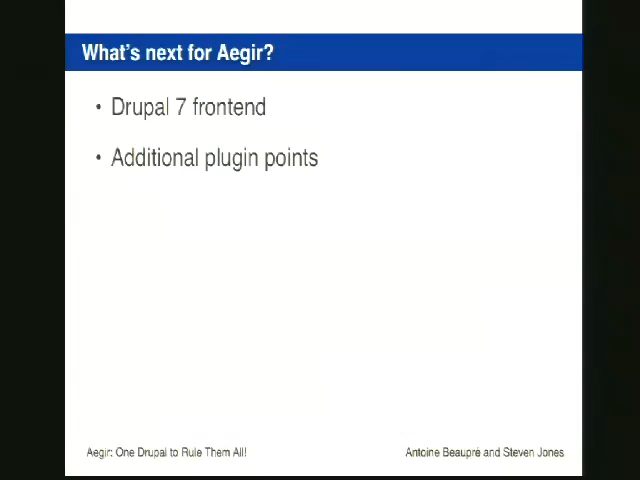 What's next for Aegir?
• Drupal 7 frontend
• Additional plugin points
Aegir: One Drupal to Rule Them All!
Antoine Beaupré and Steven Jones